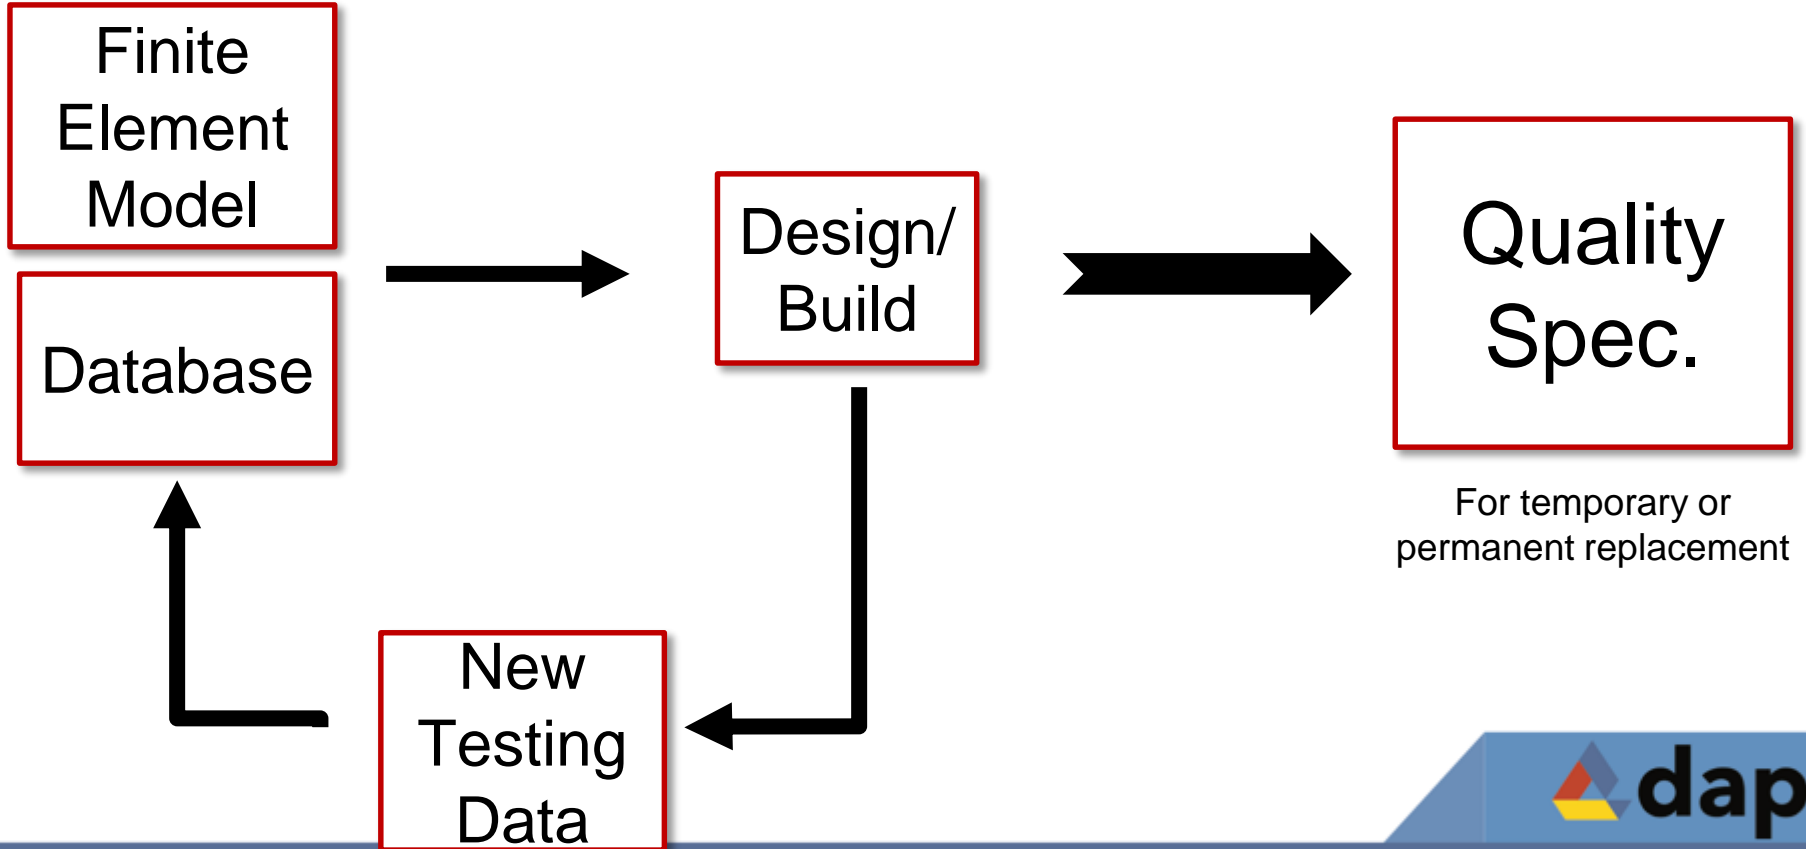 Finite
Element
Model
Database
Design/
Build
Quality
Spec.
For temporary or
permanent replacement
New
Testing
Data
dap